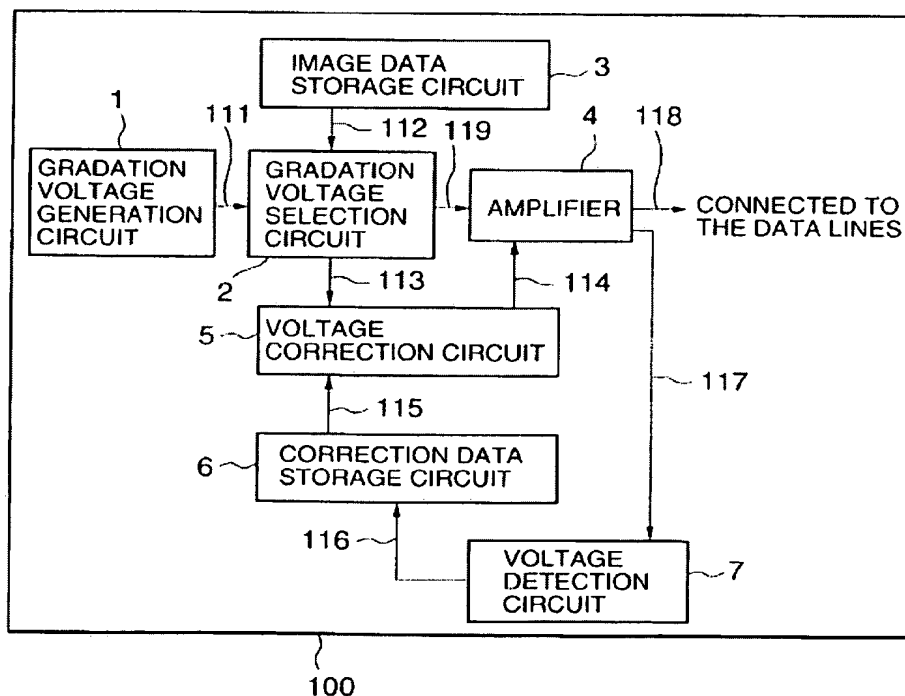 IMAGE DATA
STORAGE CIRCUIT
3
1
111
112
119
4
118
GRADATION
VOLTAGE
GENERATION
CIRCUIT
GRADATION
VOLTAGE
SELECTION
CIRCUIT
AMPLIFIER
CONNECTED TO
THE DATA LINES
2
113
114
5
VOLTAGE
CORRECTION CIRCUIT
117
115
6
CORRECTION DATA
STORAGE CIRCUIT
116
VOLTAGE
DETECTION
CIRCUIT
7
100